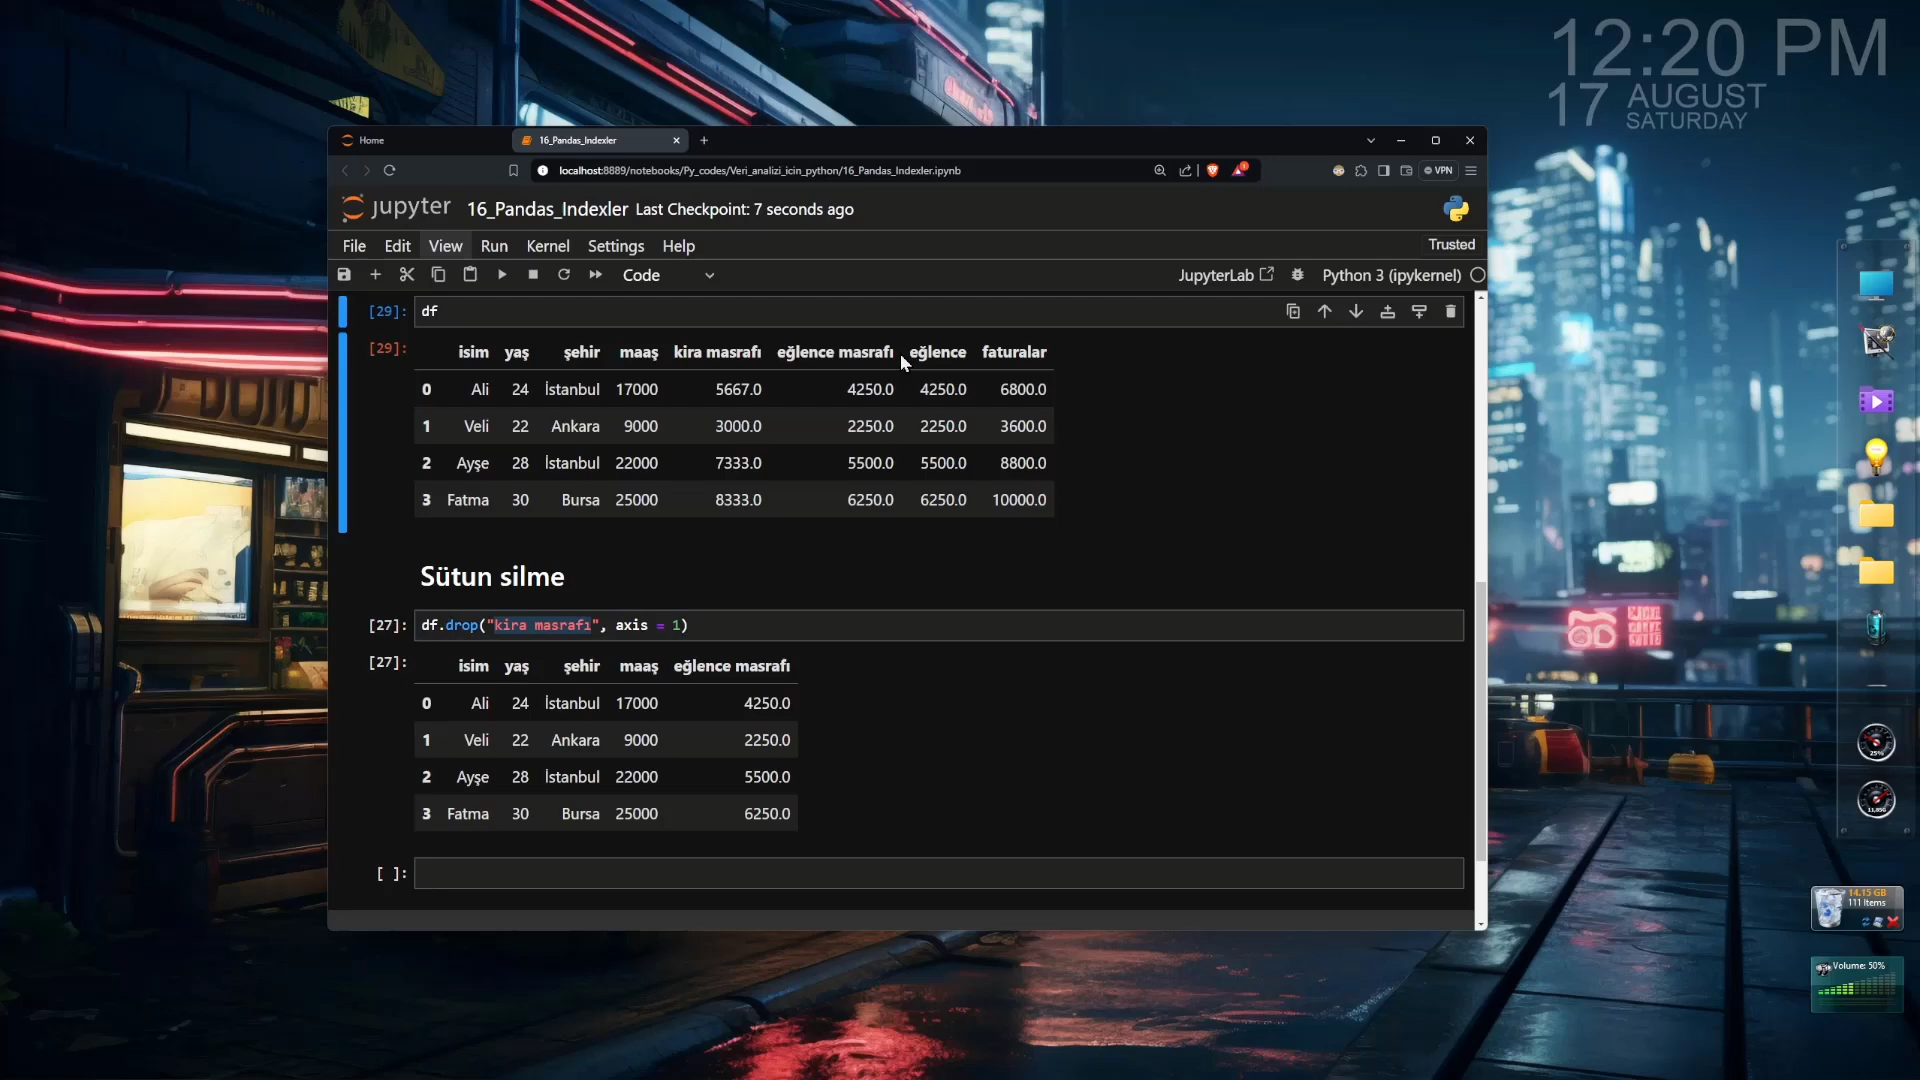 12:20 PM
17 AUGUST
SATURDAY
Home
16_Pandas_Indexler
localhost:8889/notebooks/Py_codes/Veri_analizi_icin_python/16_Pandas_Indexler.ipynb
VPN
jupyter 16_Pandas_Indexler Last Checkpoint: 7 seconds ago
File Edit View Run Kernel Settings Help Trusted
Code JupyterLab Python 3 (ipykernel)
[29]: df
[29]: isim yaş şehir maaş kira masrafı eğlence masrafı eğlence faturalar
0 Ali 24 İstanbul 17000 5667.0 4250.0 4250.0 6800.0
1 Veli 22 Ankara 9000 3000.0 2250.0 2250.0 3600.0
2 Ayşe 28 İstanbul 22000 7333.0 5500.0 5500.0 8800.0
3 Fatma 30 Bursa 25000 8333.0 6250.0 6250.0 10000.0
Sütun silme
[27]: df.drop("kira masrafı", axis = 1)
[27]: isim yaş şehir maaş eğlence masrafı
0 Ali 24 İstanbul 17000 4250.0
1 Veli 22 Ankara 9000 2250.0
2 Ayşe 28 İstanbul 22000 5500.0
3 Fatma 30 Bursa 25000 6250.0
[ ]:
25%
14.15 GB
111 Items
Volume: 50%